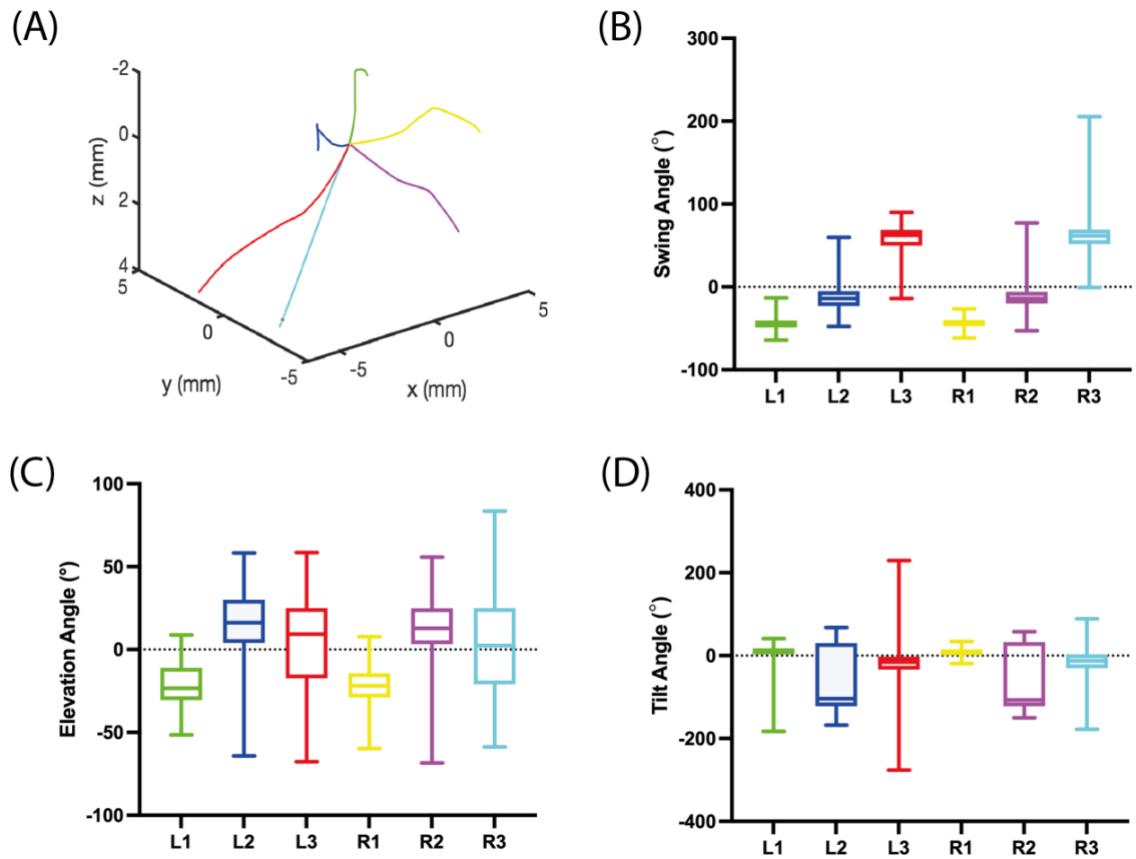 (A)
-2
0
2
4
z (mm)
5
0
-5
y (mm)
-5
0
5
x (mm)
(B)
300
200
100
0
-100
Swing Angle (°)
L1 L2 L3 R1 R2 R3
(C)
100
50
0
-50
-100
Elevation Angle (°)
L1 L2 L3 R1 R2 R3
(D)
400
200
0
-200
-400
Tilt Angle (°)
L1 L2 L3 R1 R2 R3